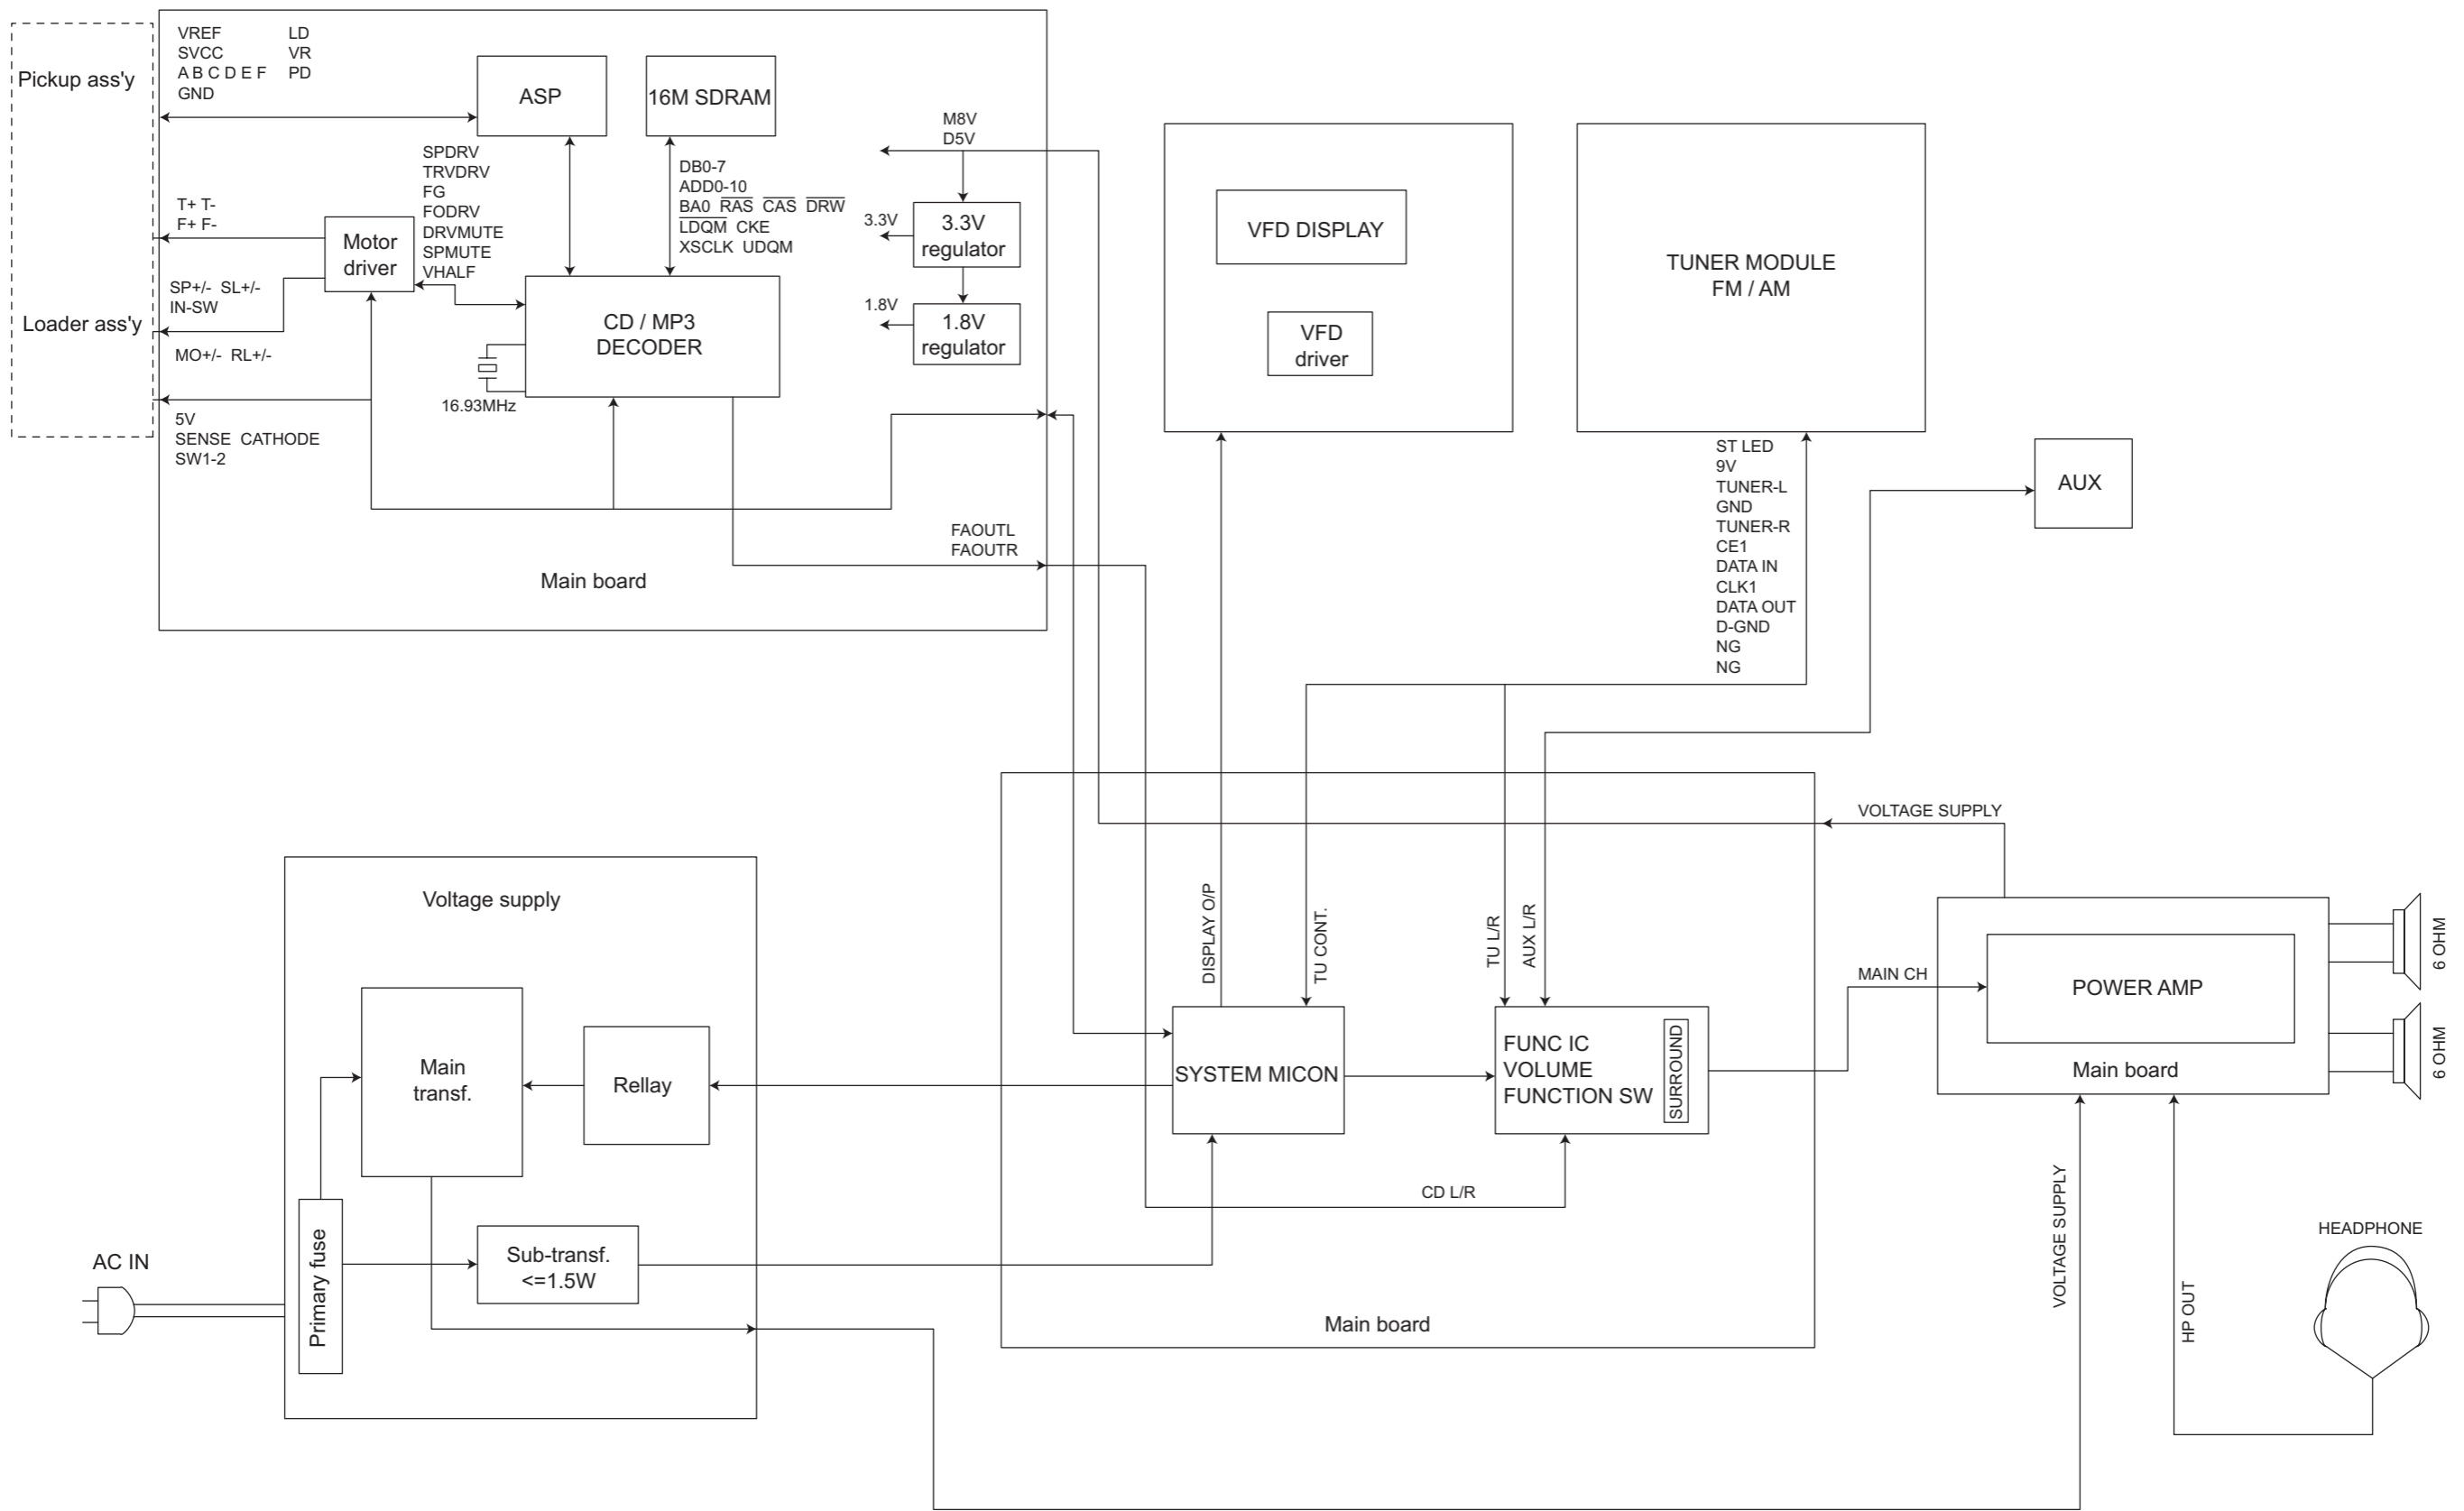 Pickup ass'y
Loader ass'y
VREF LD
SVCC VR
A B C D E F PD
GND
ASP
16M SDRAM
M8V
D5V
SPDRV
TRVDRV
FG
FODRV
DRVMUTE
SPMUTE
VHALF
DB0-7
ADD0-10
BA0 RAS CAS DRW
LDQM CKE
XSCLK UDQM
T+ T-
F+ F-
Motor
driver
3.3V
3.3V
regulator
SP+/- SL+/-
IN-SW
MO+/- RL+/-
CD / MP3
DECODER
1.8V
1.8V
regulator
16.93MHz
5V
SENSE CATHODE
SW1-2
FAOUTL
FAOUTR
Main board
VFD DISPLAY
VFD
driver
TUNER MODULE
FM / AM
ST LED
9V
TUNER-L
GND
TUNER-R
CE1
DATA IN
CLK1
DATA OUT
D-GND
NG
NG
AUX
VOLTAGE SUPPLY
Voltage supply
Main
transf.
Rellay
AC IN
Primary fuse
Sub-transf.
<=1.5W
DISPLAY O/P
TU CONT.
TU L/R
AUX L/R
SYSTEM MICON
FUNC IC
VOLUME
FUNCTION SW
SURROUND
CD L/R
Main board
MAIN CH
POWER AMP
Main board
6 OHM
6 OHM
VOLTAGE SUPPLY
HP OUT
HEADPHONE